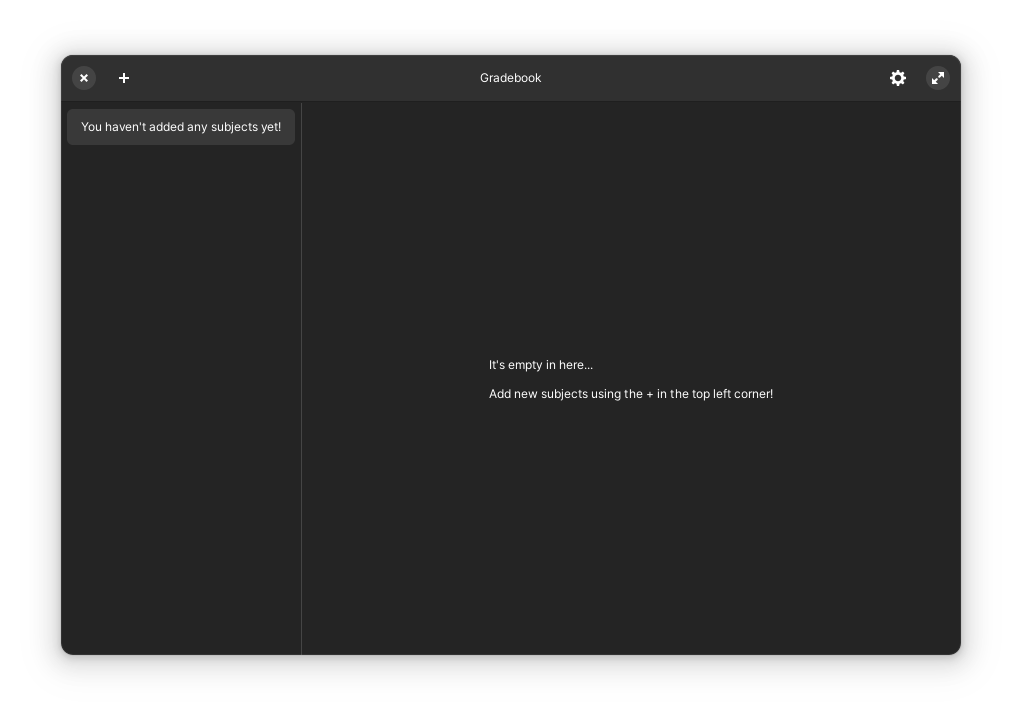 Gradebook
You haven't added any subjects yet!
It's empty in here...
Add new subjects using the + in the top left corner!